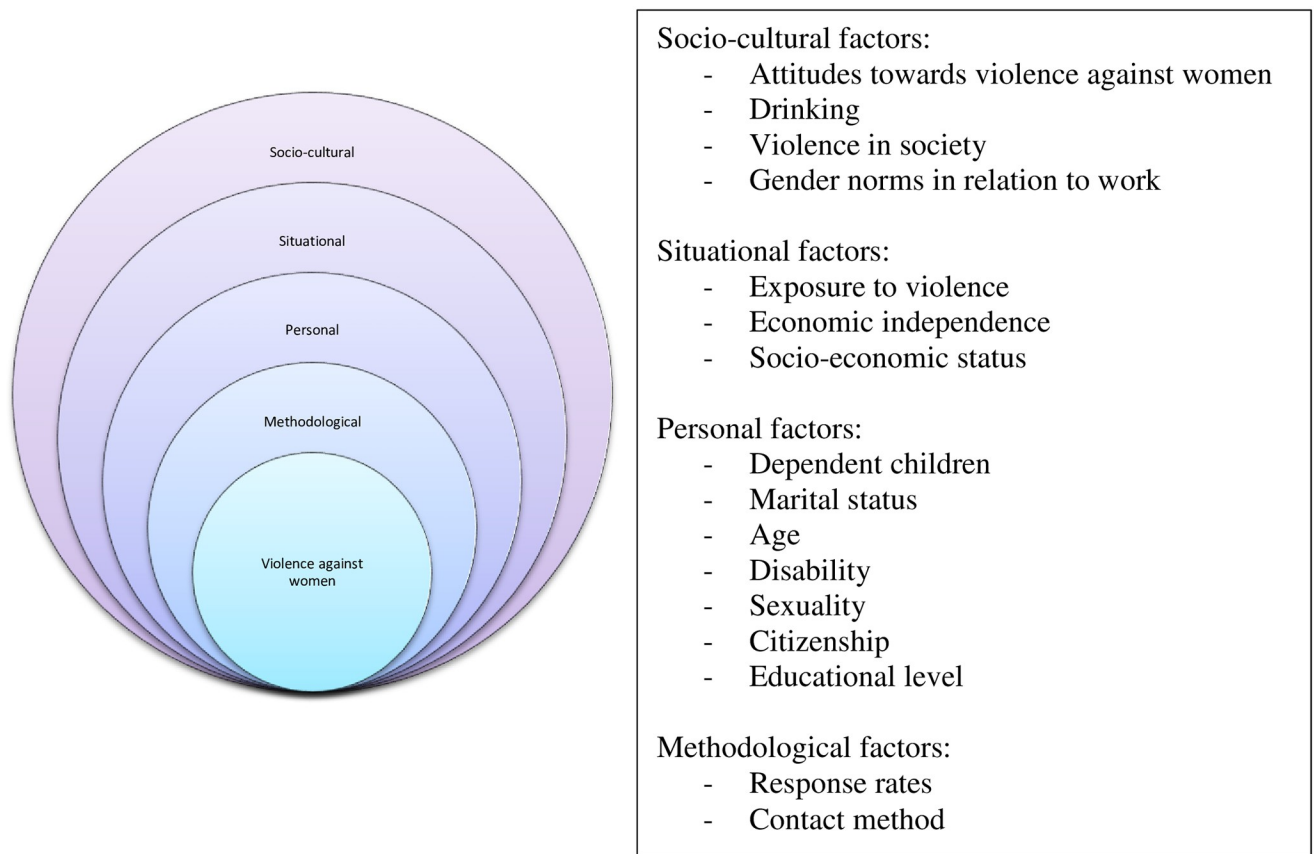 Socio-cultural
Situational
Personal
Methodological
Violence against
women
Socio-cultural factors:
- Attitudes towards violence against women
- Drinking
- Violence in society
- Gender norms in relation to work
Situational factors:
- Exposure to violence
- Economic independence
- Socio-economic status
Personal factors:
- Dependent children
- Marital status
- Age
- Disability
- Sexuality
- Citizenship
- Educational level
Methodological factors:
- Response rates
- Contact method